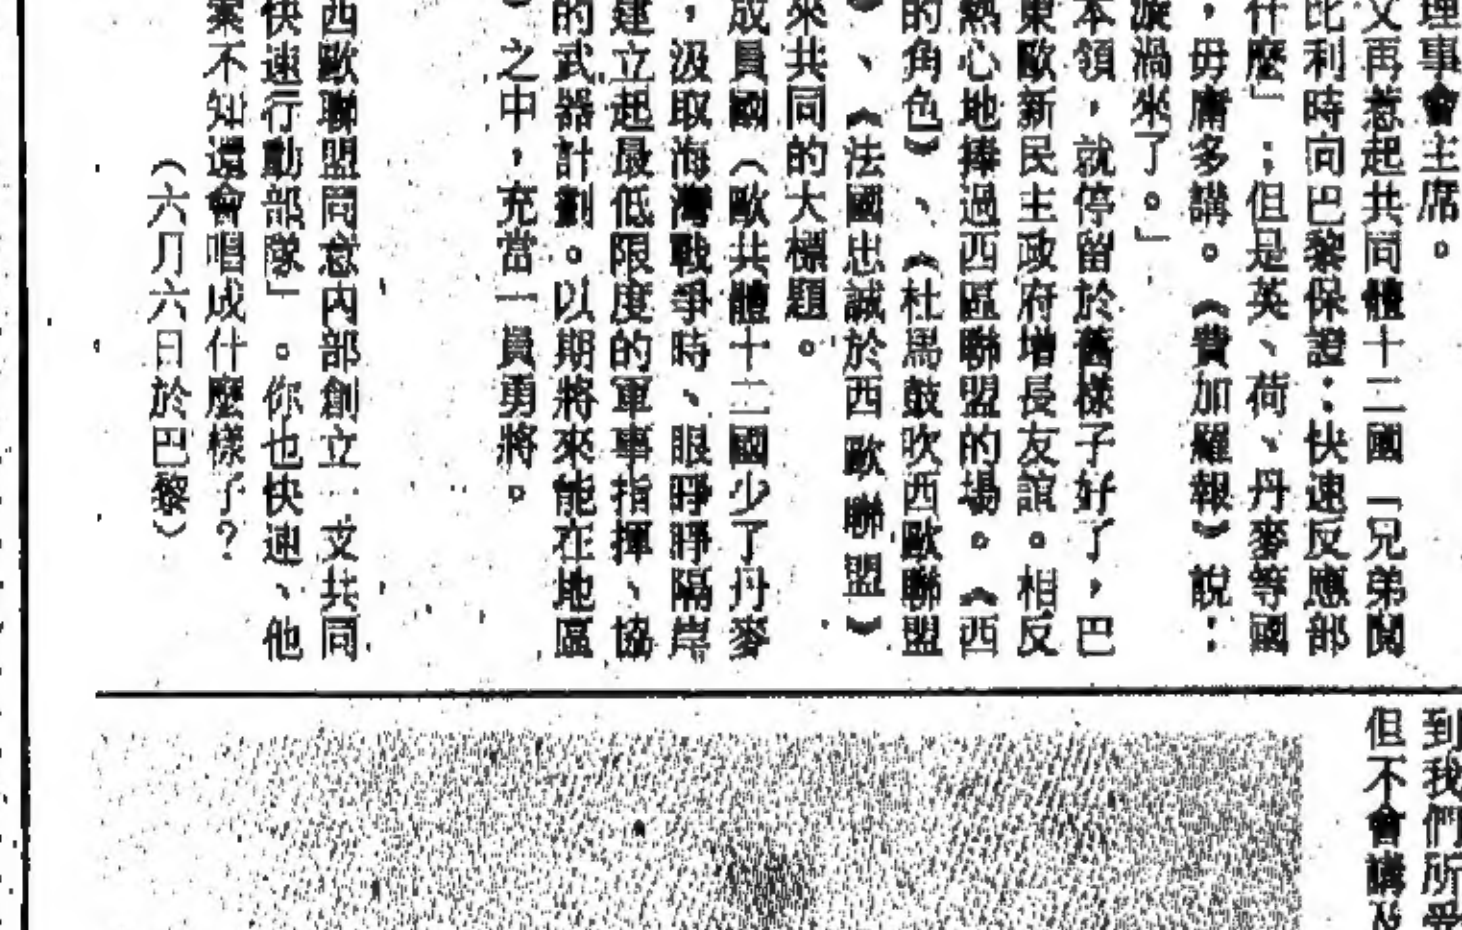 理事會主席。
又再惹起共同體十二國「兄弟鬩
比利時同巴黎保證：快速反應部
什麼」；但是英、荷、丹麥等國
，毋庸多講。《費加羅報》說：
漩渦來了。」
本領，就停留於舊樣子好了，巴
東歐新民主政府增長友誼。相反
熱心地捧過西區聯盟的場。《西
的角色》、《杜馬鼓吹西歐聯盟
》、《法國忠誠於西歐聯盟》
來共同的大標題。
成員國（歐共體十二國少了丹麥
，汲取海灣戰爭時、眼睜睜隔岸
建立起最低限度的軍事指揮、協
的武器計劃。以期將來能在地區
》之中，充當一員勇將。
西歐聯盟同意內部創立一支共同
快速行動部隊」。你也快速、他
案不知還會唱成什麼樣了？
（六月六日於巴黎）
到我們所受
但不會講及